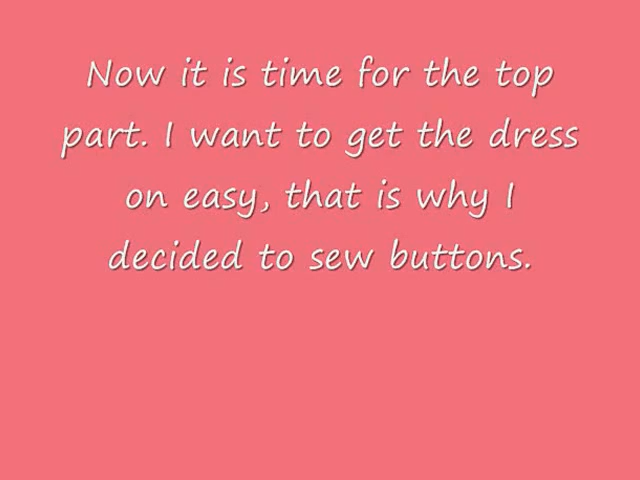 Now it is time for the top
part. I want to get the dress
on easy, that is why I
decided to sew buttons.